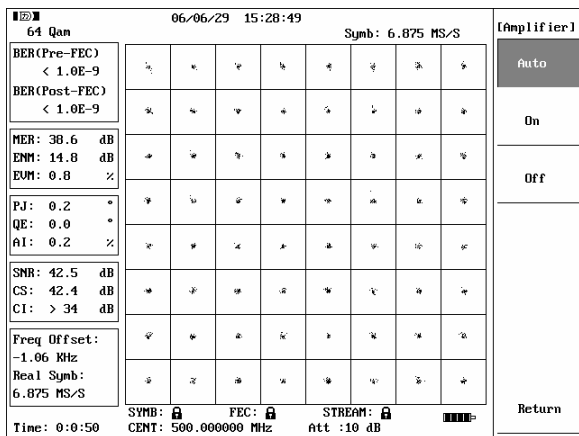 06/06/29 15:28:49
64 Qam
Symb: 6.875 MS/S
BER(Pre-FEC)
< 1.0E-9
BER(Post-FEC)
< 1.0E-9
MER: 38.6 dB
ENM: 14.8 dB
EVM: 0.8 %
PJ: 0.2 °
QE: 0.0 °
AI: 0.2 %
SNR: 42.5 dB
CS: 42.4 dB
CI: > 34 dB
Freq Offset:
-1.06 KHz
Real Symb:
6.875 MS/S
Time: 0:0:50
SYMB:
FEC:
STREAM:
CENT: 500.000000 MHz
Att :10 dB
[Amplifier]
Auto
On
Off
Return